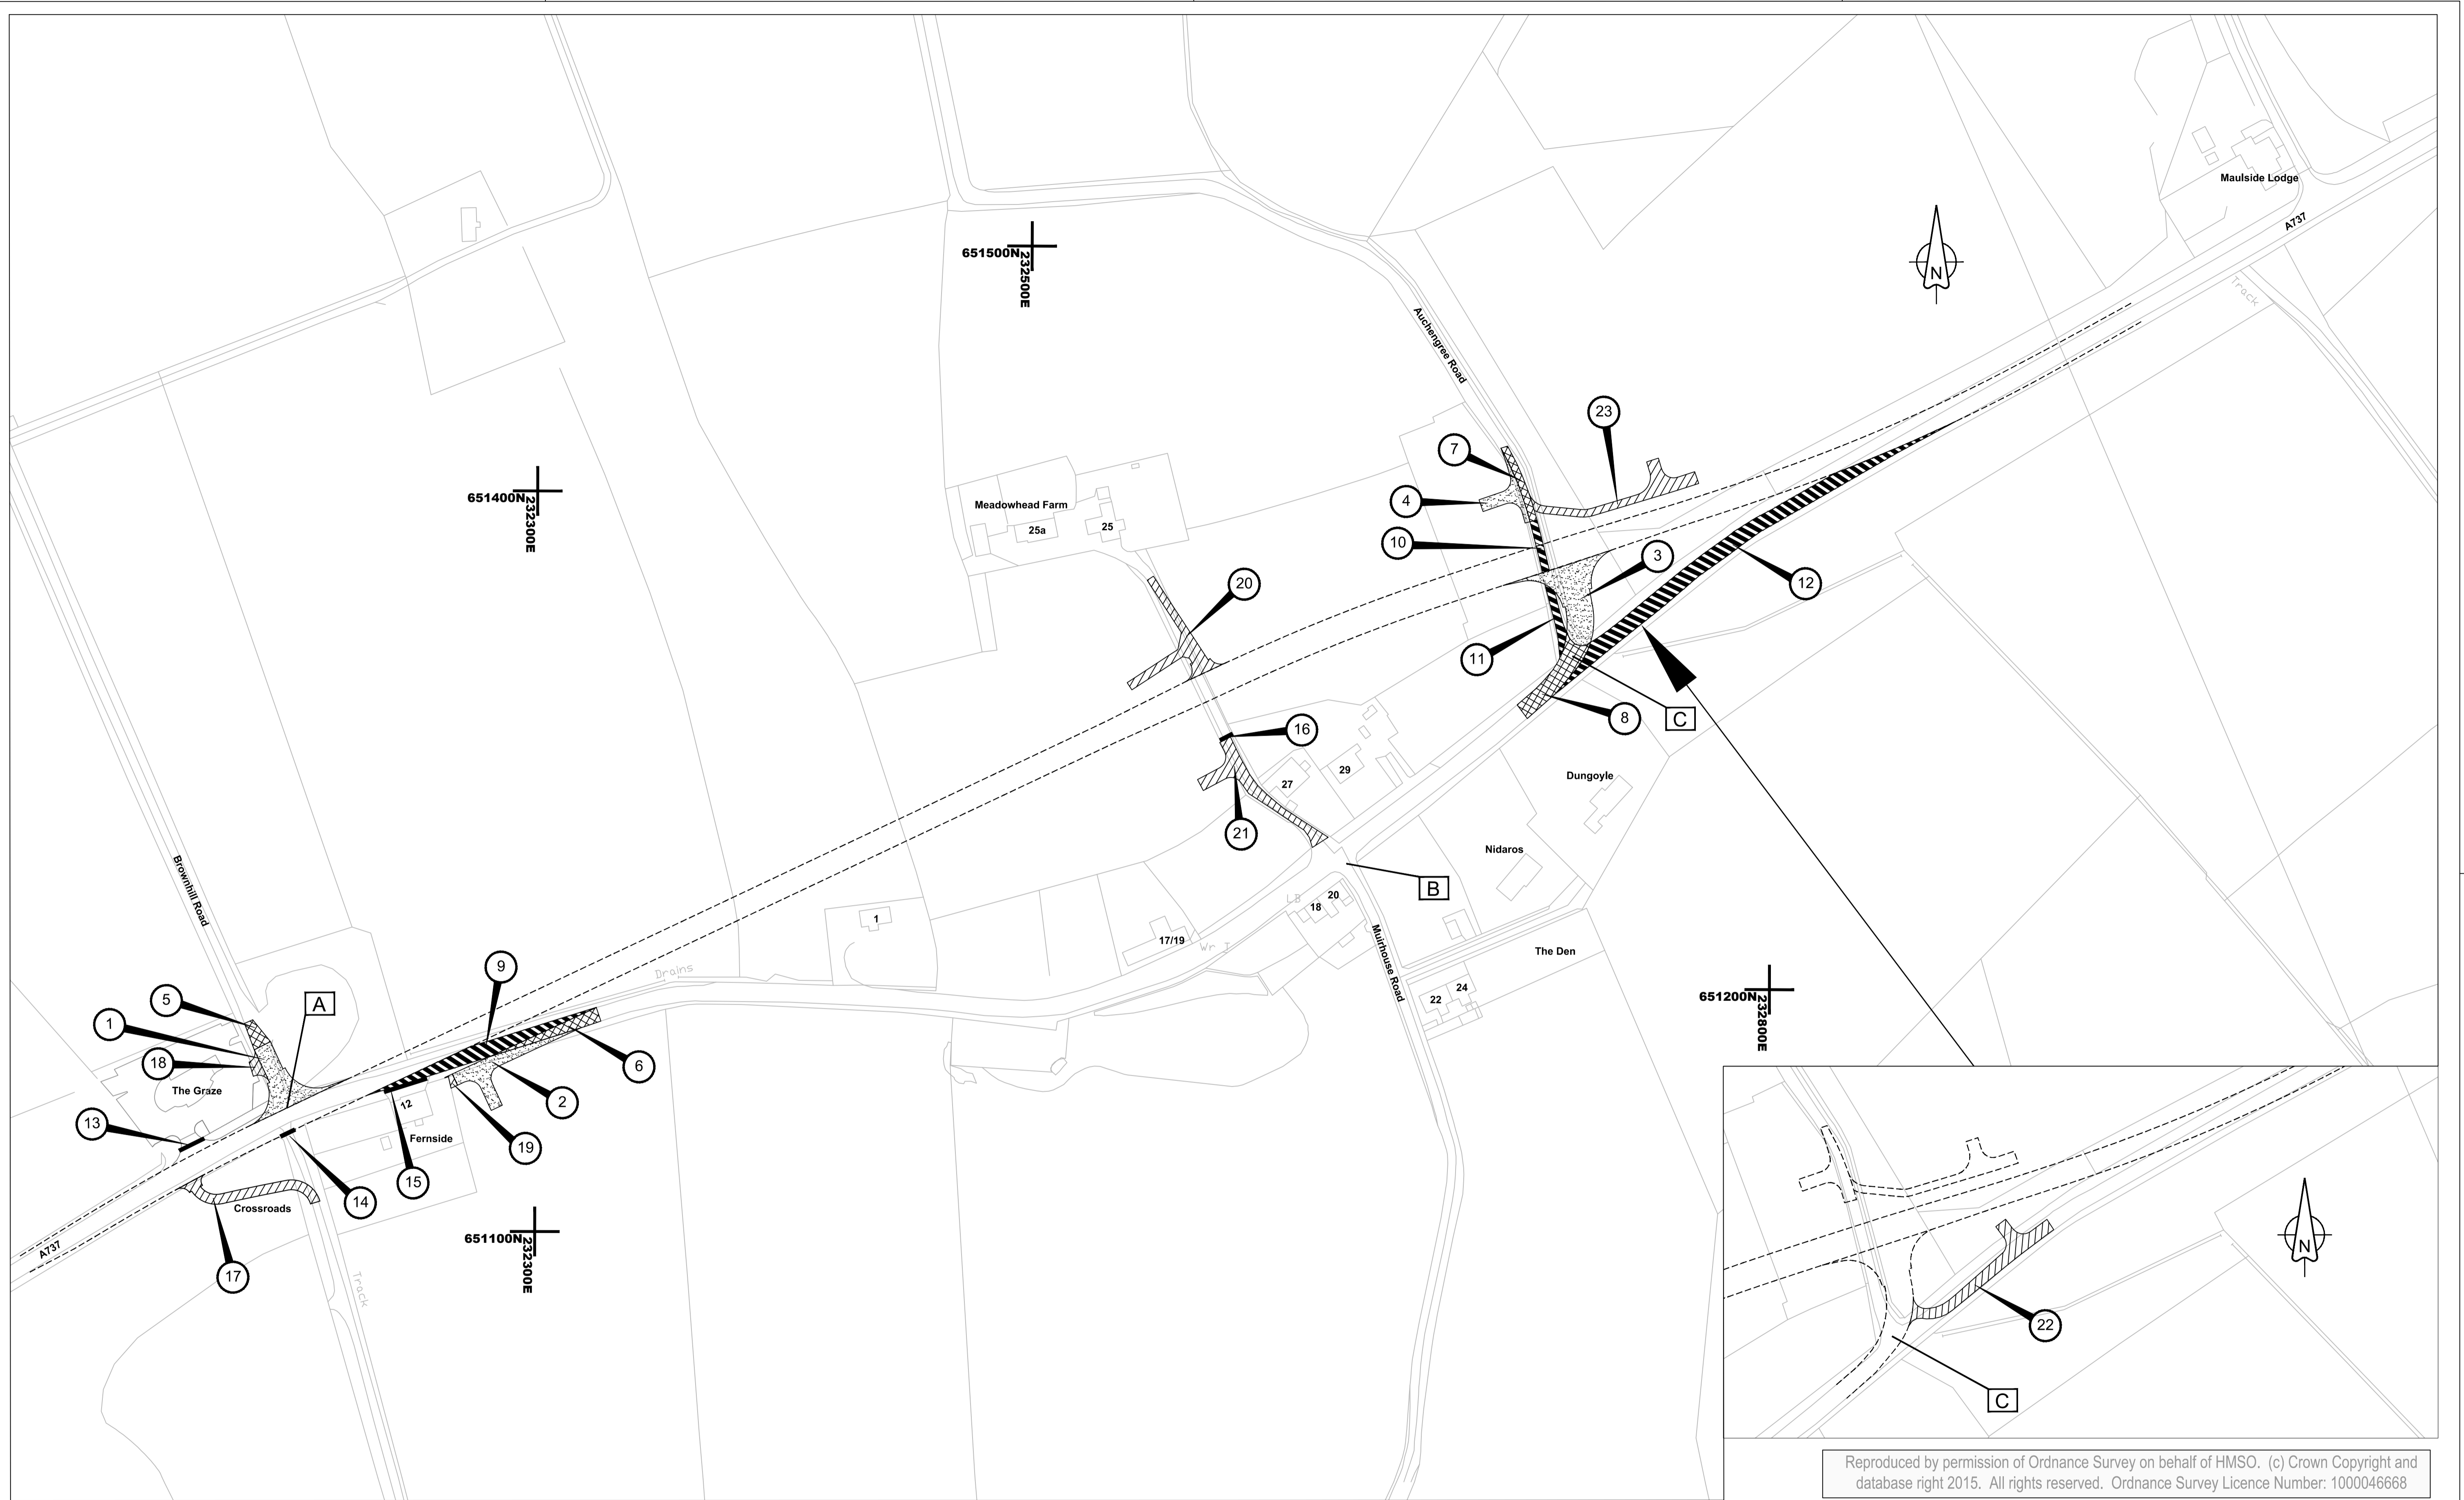 Maulside Lodge
A737
Track
651500N
232500E
N
Auchengree Road
23
7
4
10
3
12
11
8
C
651400N
232300E
Meadowhead Farm
25a
25
20
16
27
29
21
Dungoyle
Nidaros
B
LB
18
20
17/19
Wr T
1
Muirhouse Road
The Den
22
24
651200N
232800E
Brownhill Road
Drains
9
5
A
1
18
The Graze
6
2
12
Fernside
13
19
15
14
Crossroads
A737
17
Track
651100N
232300E
N
22
C
Reproduced by permission of Ordnance Survey on behalf of HMSO. (c) Crown Copyright and
database right 2015. All rights reserved. Ordnance Survey Licence Number: 1000046668